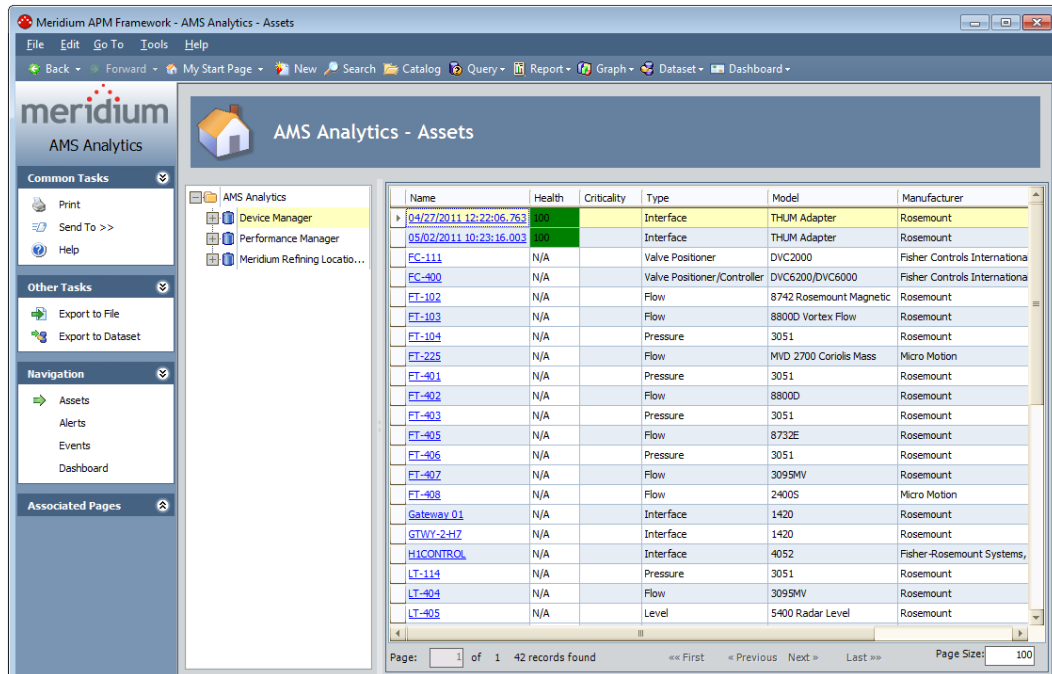 Meridium APM Framework - AMS Analytics - Assets
File Edit Go To Tools Help
Back Forward My Start Page New Search Catalog Query Report Graph Dataset Dashboard
meridium
AMS Analytics
Common Tasks
Print
Send To >>
Help
Other Tasks
Export to File
Export to Dataset
Navigation
Assets
Alerts
Events
Dashboard
Associated Pages
AMS Analytics - Assets
AMS Analytics
Device Manager
Performance Manager
Meridium Refining Locatio...
Name Health Criticality Type Model Manufacturer
04/27/2011 12:22:06.763 100 Interface THUM Adapter Rosemount
05/02/2011 10:23:16.003 100 Interface THUM Adapter Rosemount
FC-111 N/A Valve Positioner DVC2000 Fisher Controls Internationa
FC-400 N/A Valve Positioner/Controller DVC6200/DVC6000 Fisher Controls Internationa
FT-102 N/A Flow 8742 Rosemount Magnetic Rosemount
FT-103 N/A Flow 8800D Vortex Flow Rosemount
FT-104 N/A Pressure 3051 Rosemount
FT-225 N/A Flow MVD 2700 Coriolis Mass Micro Motion
FT-401 N/A Pressure 3051 Rosemount
FT-402 N/A Flow 8800D Rosemount
FT-403 N/A Pressure 3051 Rosemount
FT-405 N/A Flow 8732E Rosemount
FT-406 N/A Pressure 3051 Rosemount
FT-407 N/A Flow 3095MV Rosemount
FT-408 N/A Flow 2400S Micro Motion
Gateway 01 N/A Interface 1420 Rosemount
GTWY-2-H7 N/A Interface 1420 Rosemount
H1CONTROL N/A Interface 4052 Fisher-Rosemount Systems,
LT-114 N/A Pressure 3051 Rosemount
LT-404 N/A Flow 3095MV Rosemount
LT-405 N/A Level 5400 Radar Level Rosemount
Page: 1 of 1 42 records found «« First « Previous Next » Last »» Page Size: 100